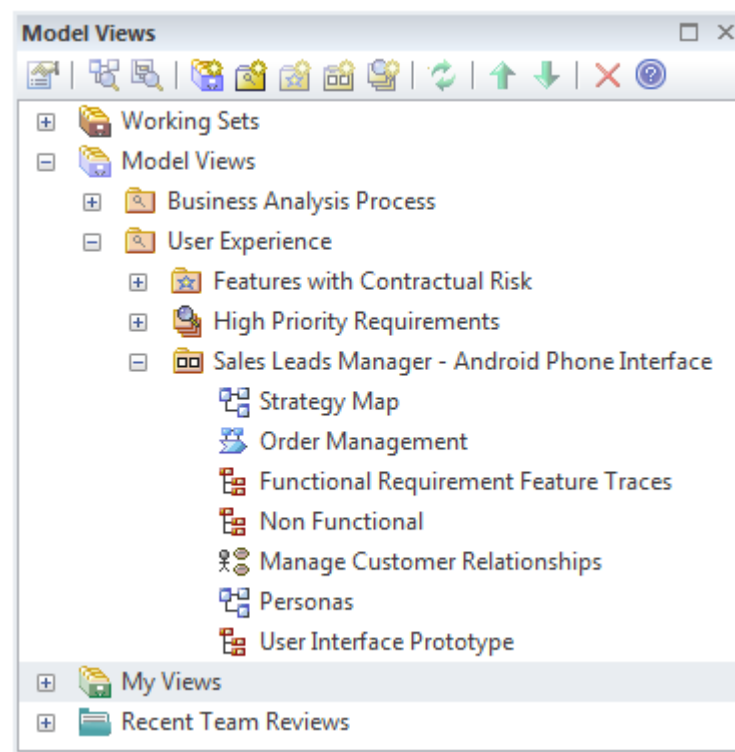 Model Views
Working Sets
Model Views
Business Analysis Process
User Experience
Features with Contractual Risk
High Priority Requirements
Sales Leads Manager - Android Phone Interface
Strategy Map
Order Management
Functional Requirement Feature Traces
Non Functional
Manage Customer Relationships
Personas
User Interface Prototype
My Views
Recent Team Reviews